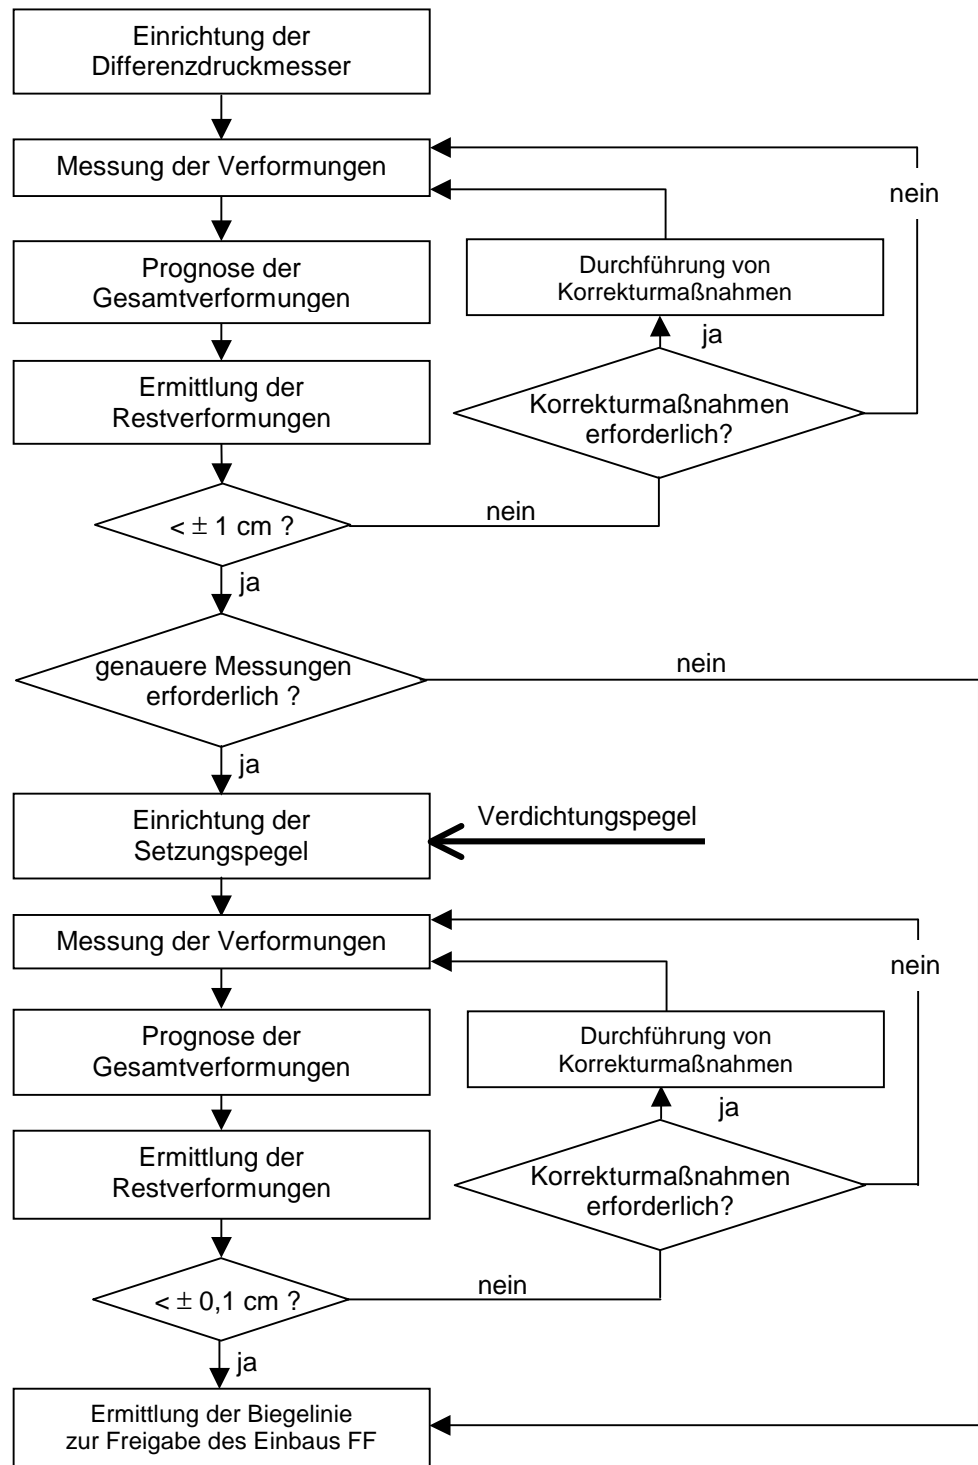 Einrichtung der
Differenzdruckmesser
Messung der Verformungen
nein
Prognose der
Gesamtverformungen
Durchführung von
Korrekturmaßnahmen
ja
Ermittlung der
Restverformungen
Korrekturmaßnahmen
erforderlich?
< ± 1 cm ?
nein
ja
genauere Messungen
erforderlich ?
nein
ja
Einrichtung der
Setzungspegel
Verdichtungspegel
Messung der Verformungen
nein
Prognose der
Gesamtverformungen
Durchführung von
Korrekturmaßnahmen
ja
Ermittlung der
Restverformungen
Korrekturmaßnahmen
erforderlich?
< ± 0,1 cm ?
nein
ja
Ermittlung der Biegelinie
zur Freigabe des Einbaus FF